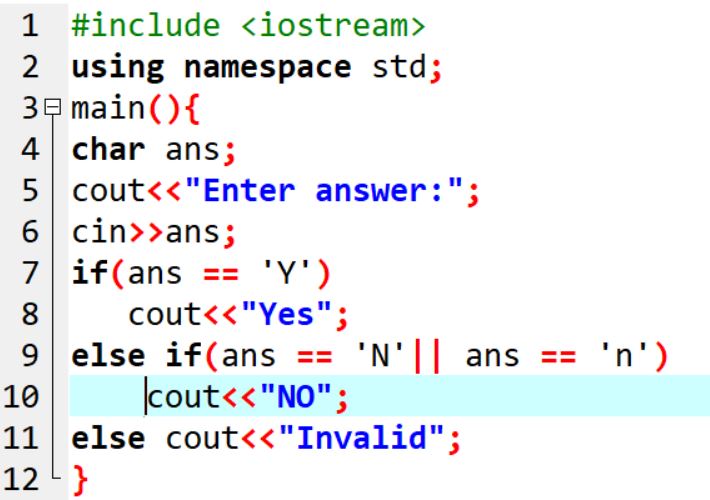 1 #include <iostream>
2 using namespace std;
3 main(){
4 char ans;
5 cout<<"Enter answer:";
6 cin>>ans;
7 if(ans == 'Y')
8    cout<<"Yes";
9 else if(ans == 'N'|| ans == 'n')
10     cout<<"NO";
11 else cout<<"Invalid";
12 }